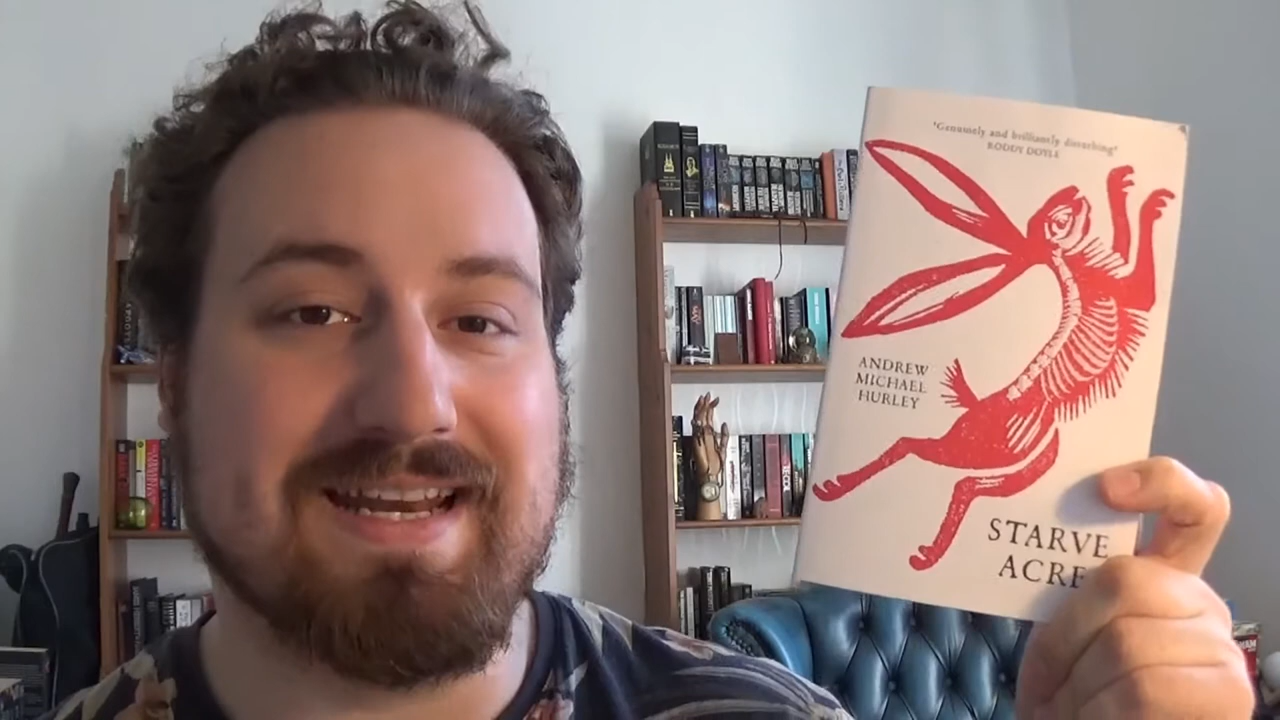 'Genuinely and brilliantly disturbing'
RODDY DOYLE
ANDREW
MICHAEL
HURLEY
STARVE
ACRE